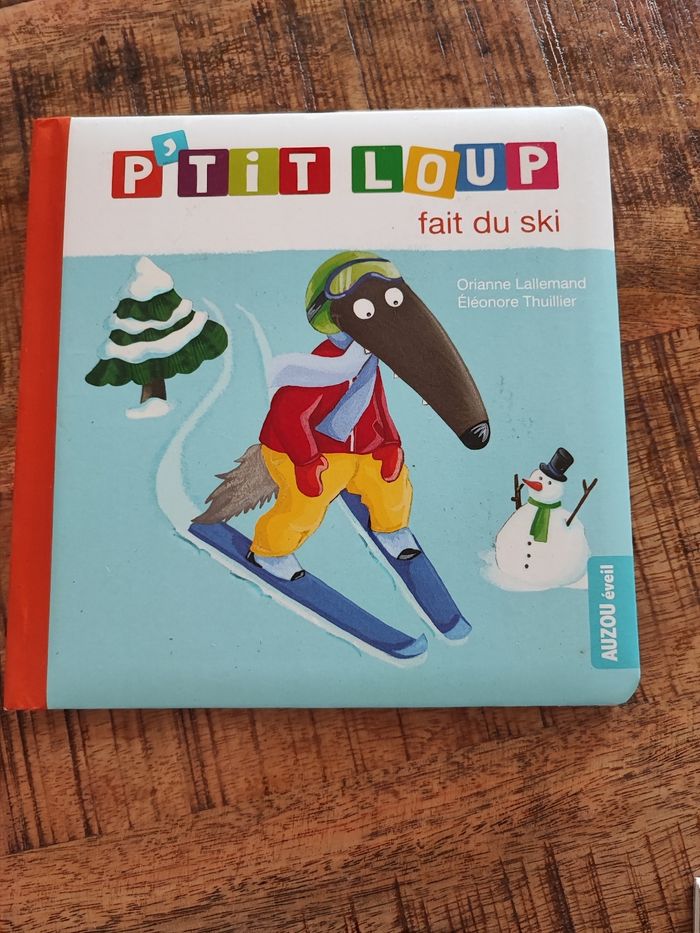 P'TiT LOUP
fait du ski
Orianne Lallemand
Éléonore Thuillier
AUZOU éveil